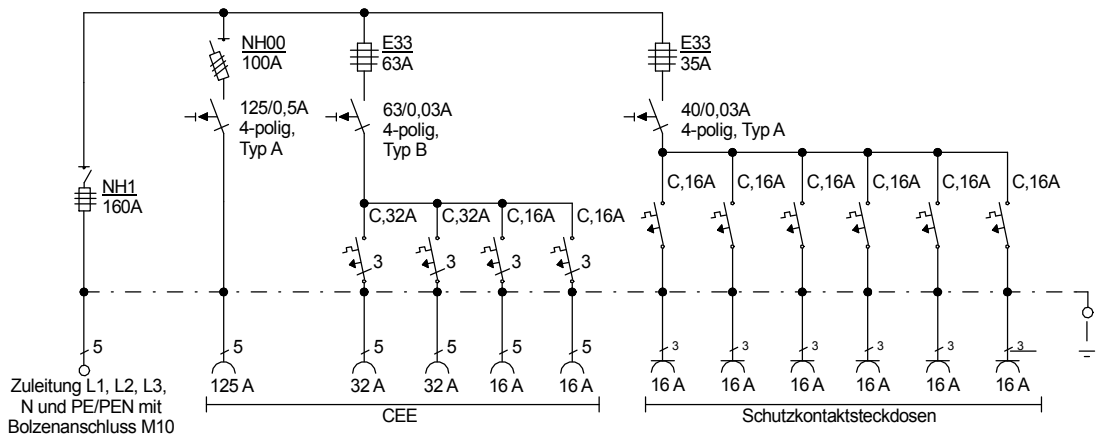 NH00
100A
E33
63A
E33
35A
125/0,5A
4-polig,
Typ A
63/0,03A
4-polig,
Typ B
40/0,03A
4-polig, Typ A
NH1
160A
C,16A C,16A C,16A C,16A C,16A C,16A
C,32A C,32A C,16A C,16A
3 3 3 3
5 5 5 5 5 5 3 3 3 3 3 3
125 A 32 A 32 A 16 A 16 A 16 A 16 A 16 A 16 A 16 A 16 A
Zuleitung L1, L2, L3,
N und PE/PEN mit
Bolzenanschluss M10
CEE
Schutzkontaktsteckdosen